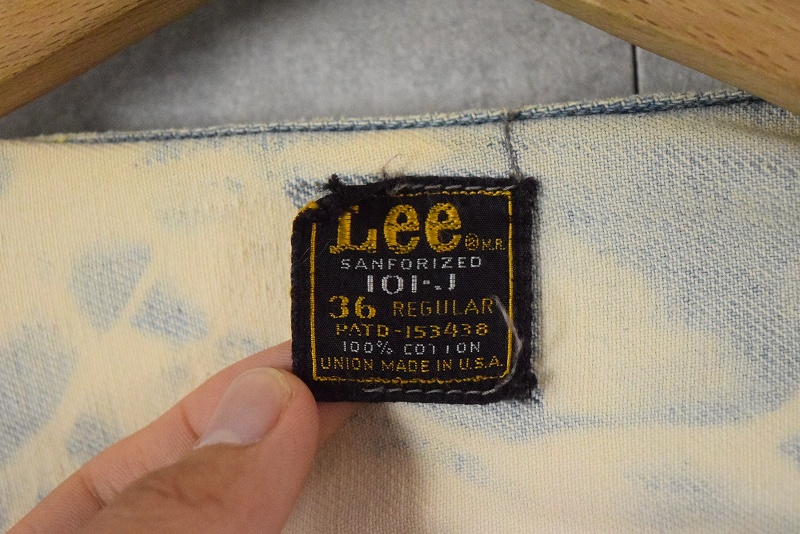 Lee ® M.R.
SANFORIZED
101-J
36 REGULAR
PATD-153438
100% COTTON
UNION MADE IN U.S.A.